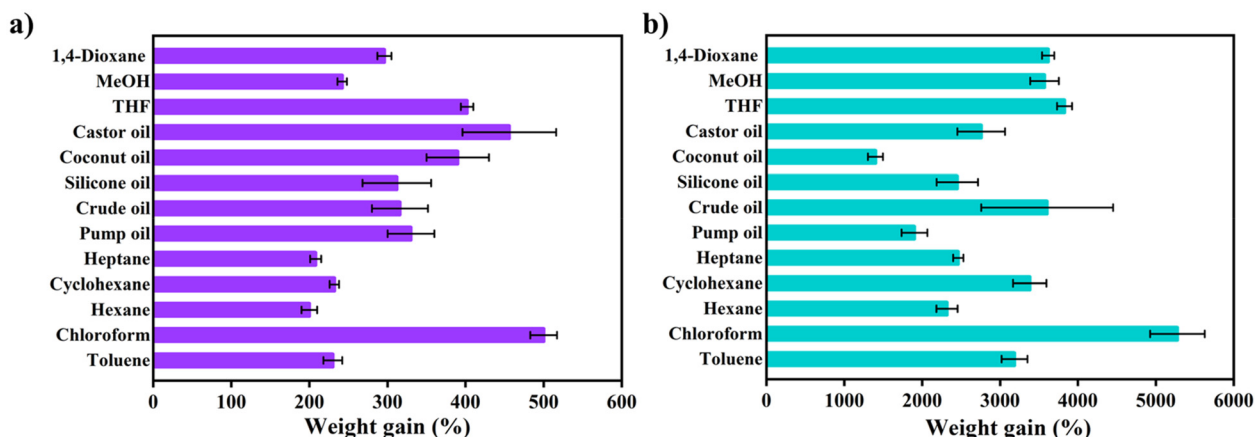 a)
1,4-Dioxane
MeOH
THF
Castor oil
Coconut oil
Silicone oil
Crude oil
Pump oil
Heptane
Cyclohexane
Hexane
Chloroform
Toluene
0 100 200 300 400 500 600
Weight gain (%)
b)
1,4-Dioxane
MeOH
THF
Castor oil
Coconut oil
Silicone oil
Crude oil
Pump oil
Heptane
Cyclohexane
Hexane
Chloroform
Toluene
0 1000 2000 3000 4000 5000 6000
Weight gain (%)